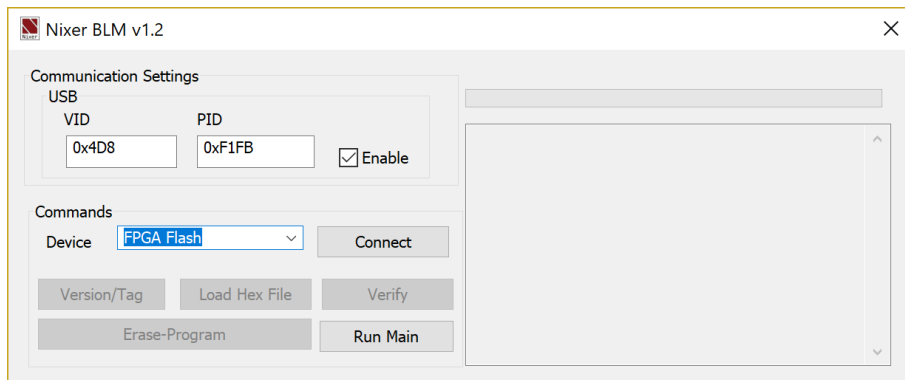 Nixer BLM v1.2
Communication Settings
USB
VID PID
0x4D8 0xF1FB Enable
Commands
Device FPGA Flash Connect
Version/Tag Load Hex File Verify
Erase-Program Run Main